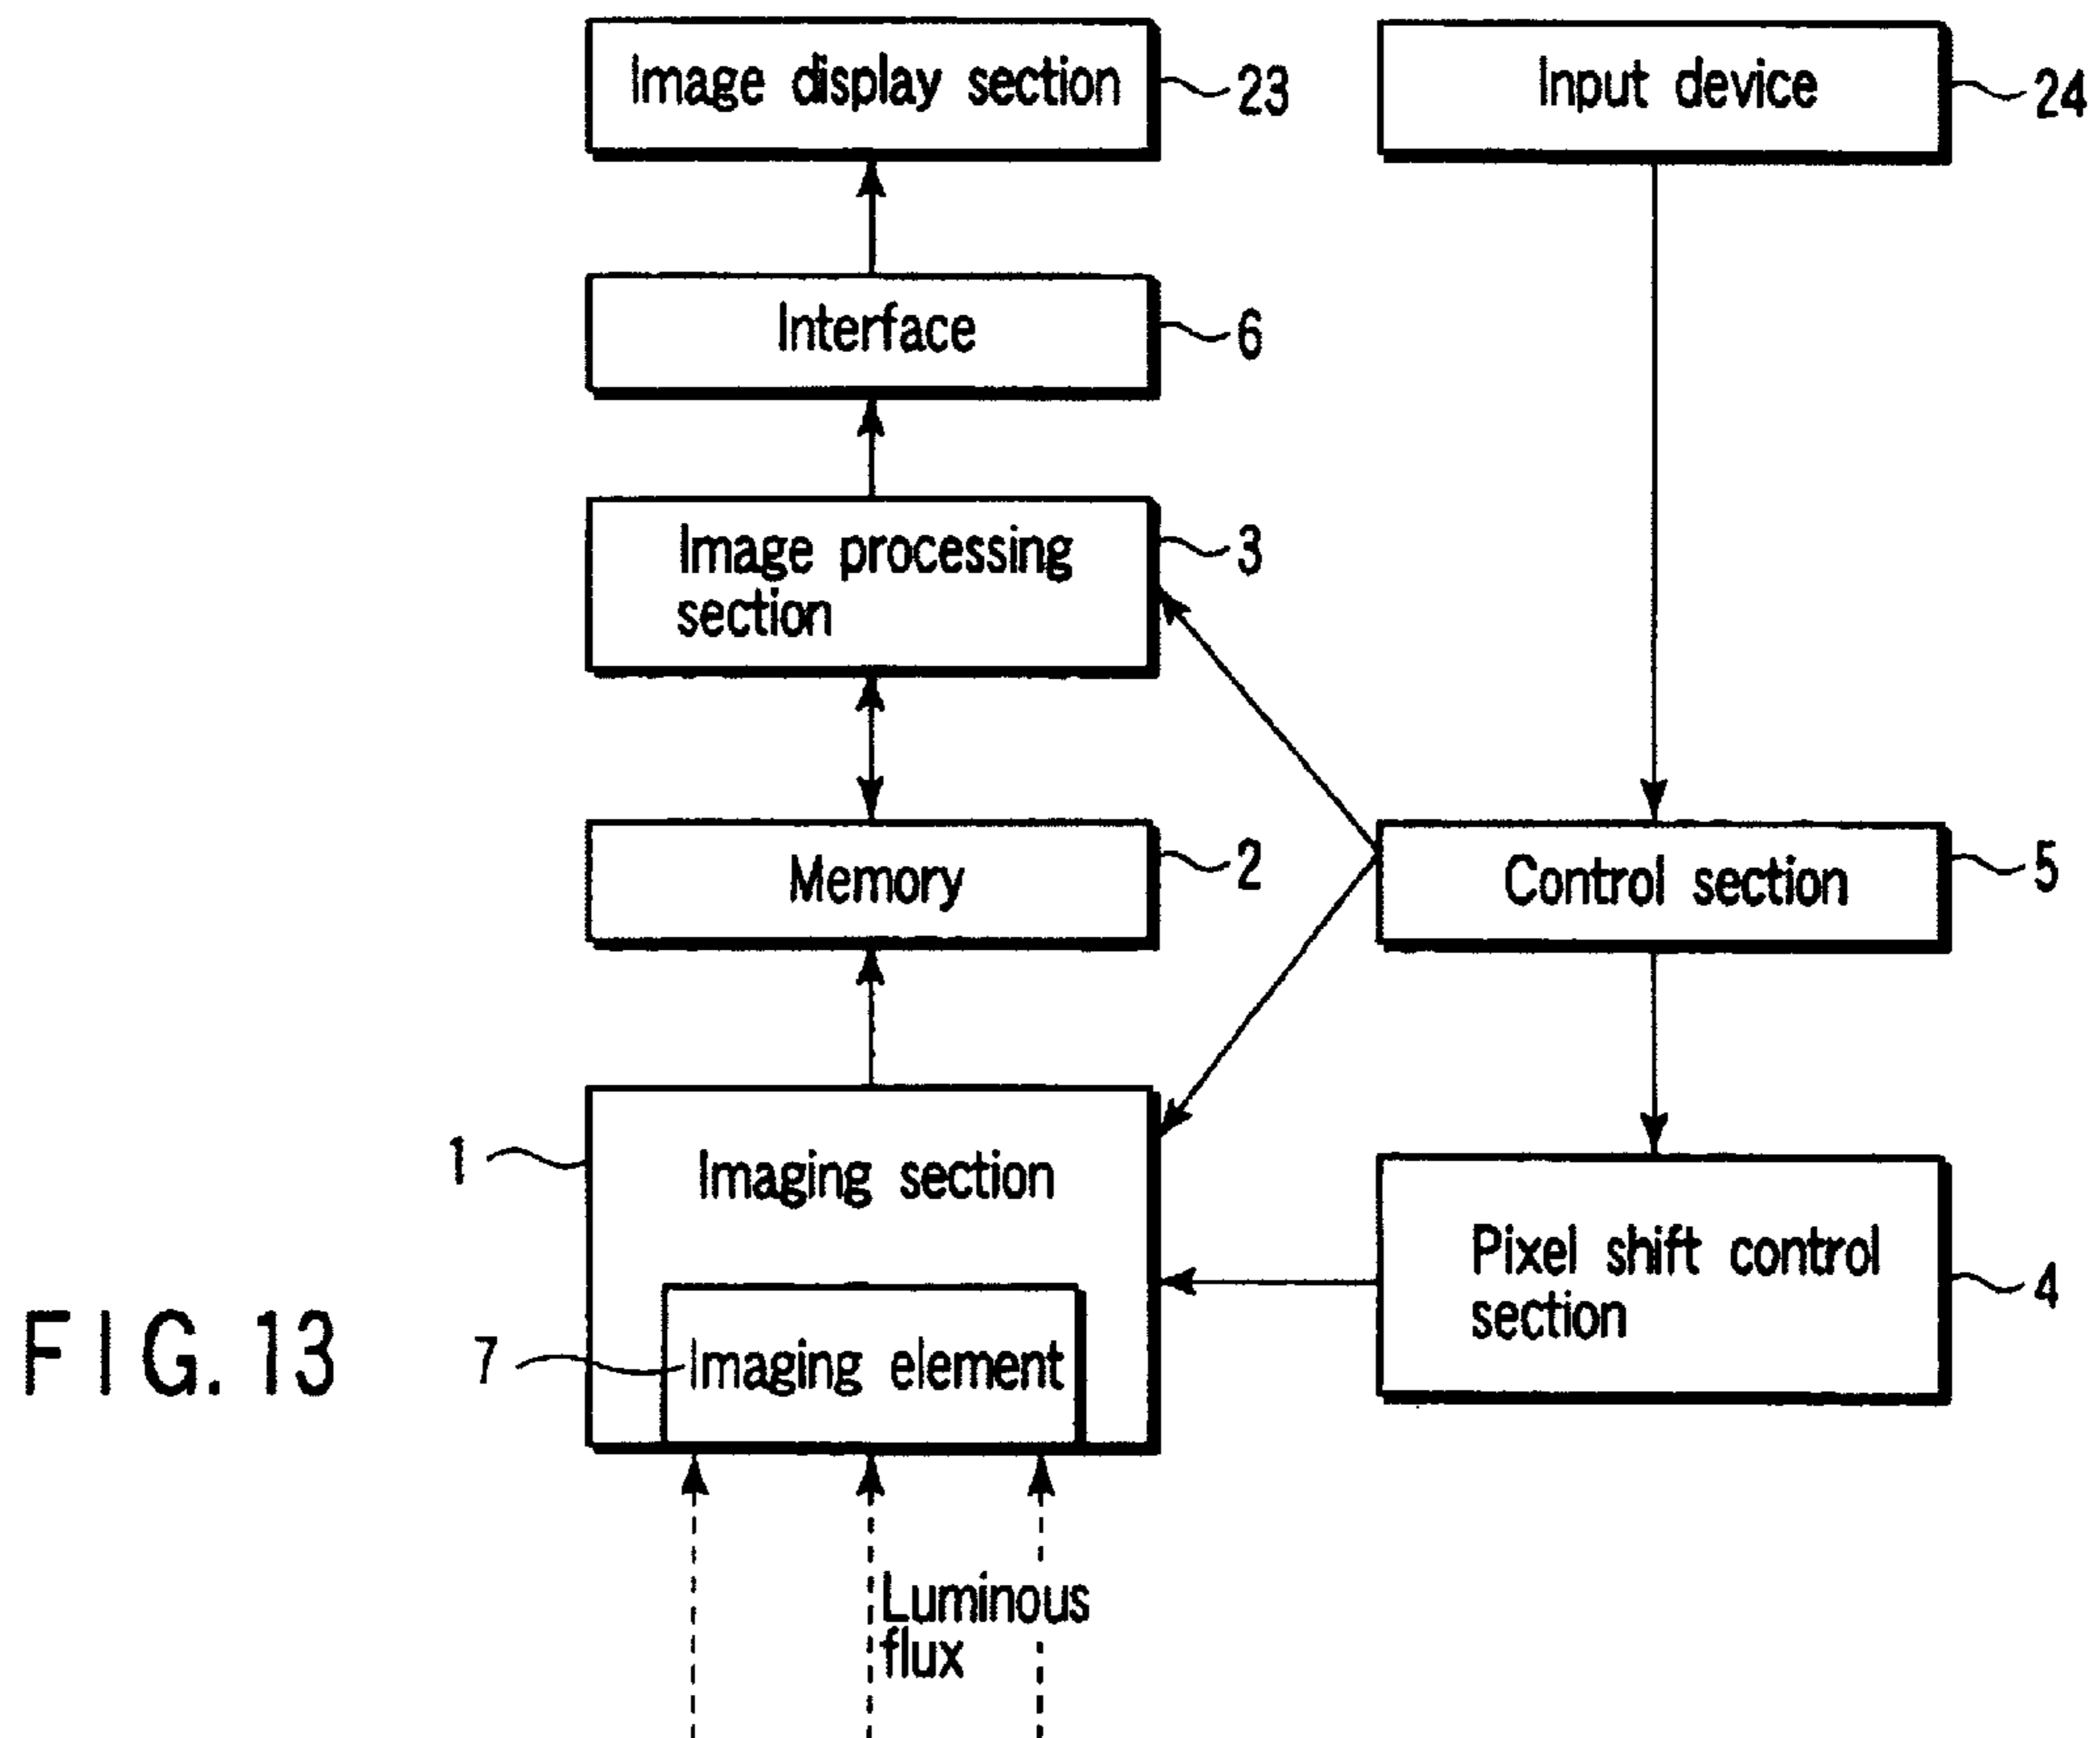 Image display section
23
Input device
24
Interface
6
Image processing
section
3
Memory
2
Control section
5
1
Imaging section
Pixel shift control
section
4
7
Imaging element
FIG. 13
Luminous
flux